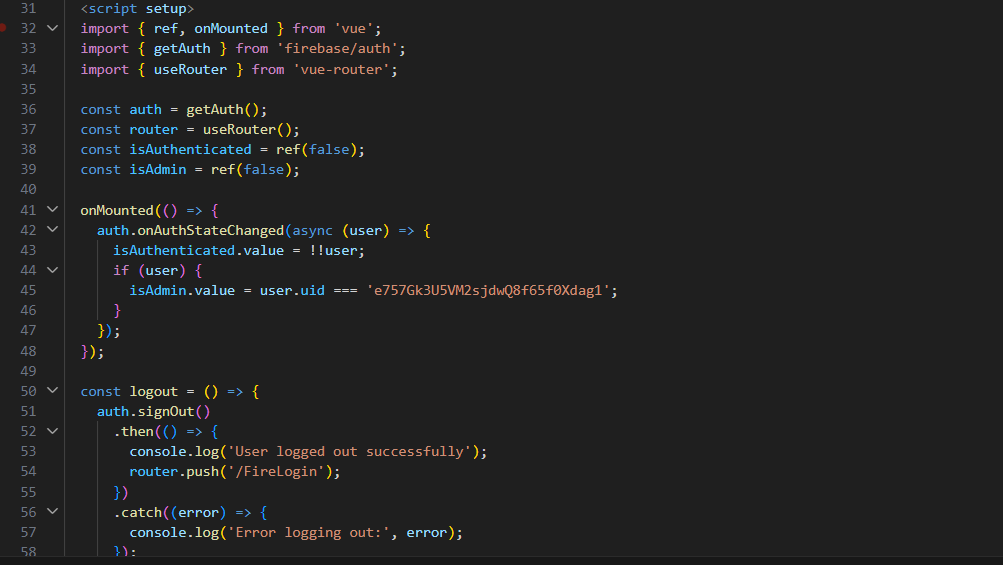 31 <script setup>
32 import { ref, onMounted } from 'vue';
33 import { getAuth } from 'firebase/auth';
34 import { useRouter } from 'vue-router';
35
36 const auth = getAuth();
37 const router = useRouter();
38 const isAuthenticated = ref(false);
39 const isAdmin = ref(false);
40
41 onMounted(() => {
42 auth.onAuthStateChanged(async (user) => {
43 isAuthenticated.value = !!user;
44 if (user) {
45 isAdmin.value = user.uid === 'e757Gk3U5VM2sjdwQ8f65f0Xdag1';
46 }
47 });
48 });
49
50 const logout = () => {
51 auth.signOut()
52 .then(() => {
53 console.log('User logged out successfully');
54 router.push('/FireLogin');
55 })
56 .catch((error) => {
57 console.log('Error logging out:', error);
58 });